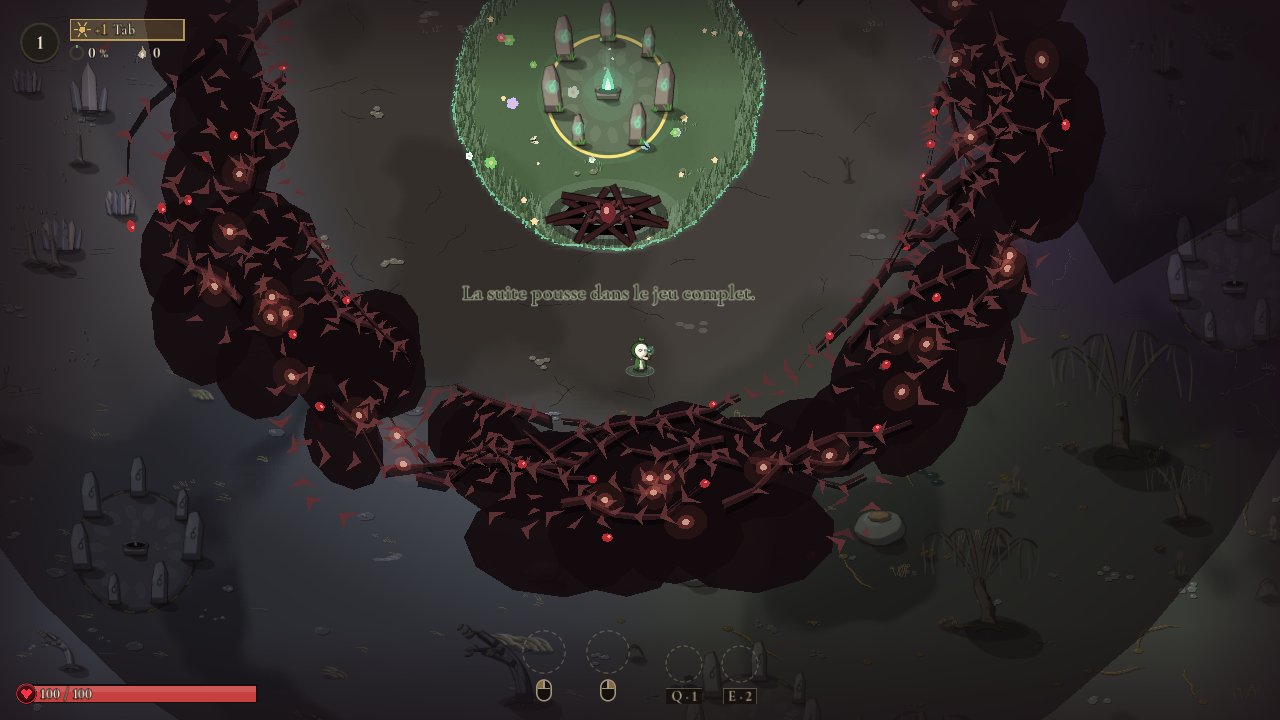 1
+1 Tab
0 %
0
La suite pousse dans le jeu complet.
100 / 100
Q - 1
E - 2